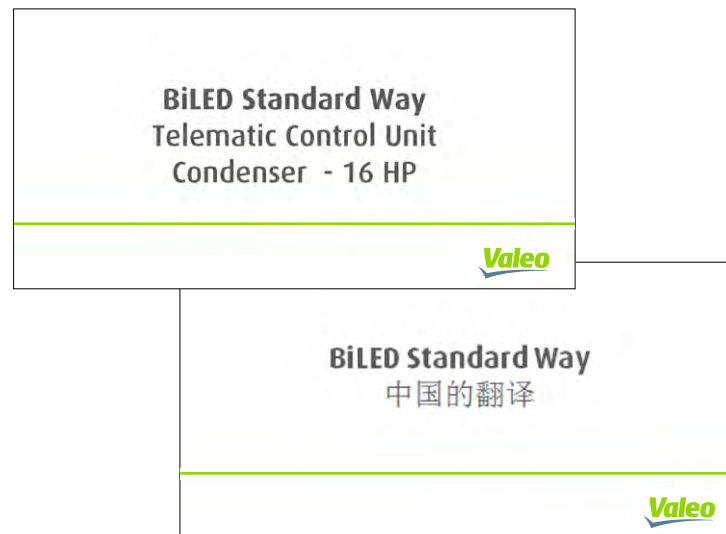 BiLED Standard Way
Telematic Control Unit
Condenser - 16 HP
Valeo
BiLED Standard Way
中国的翻译
Valeo